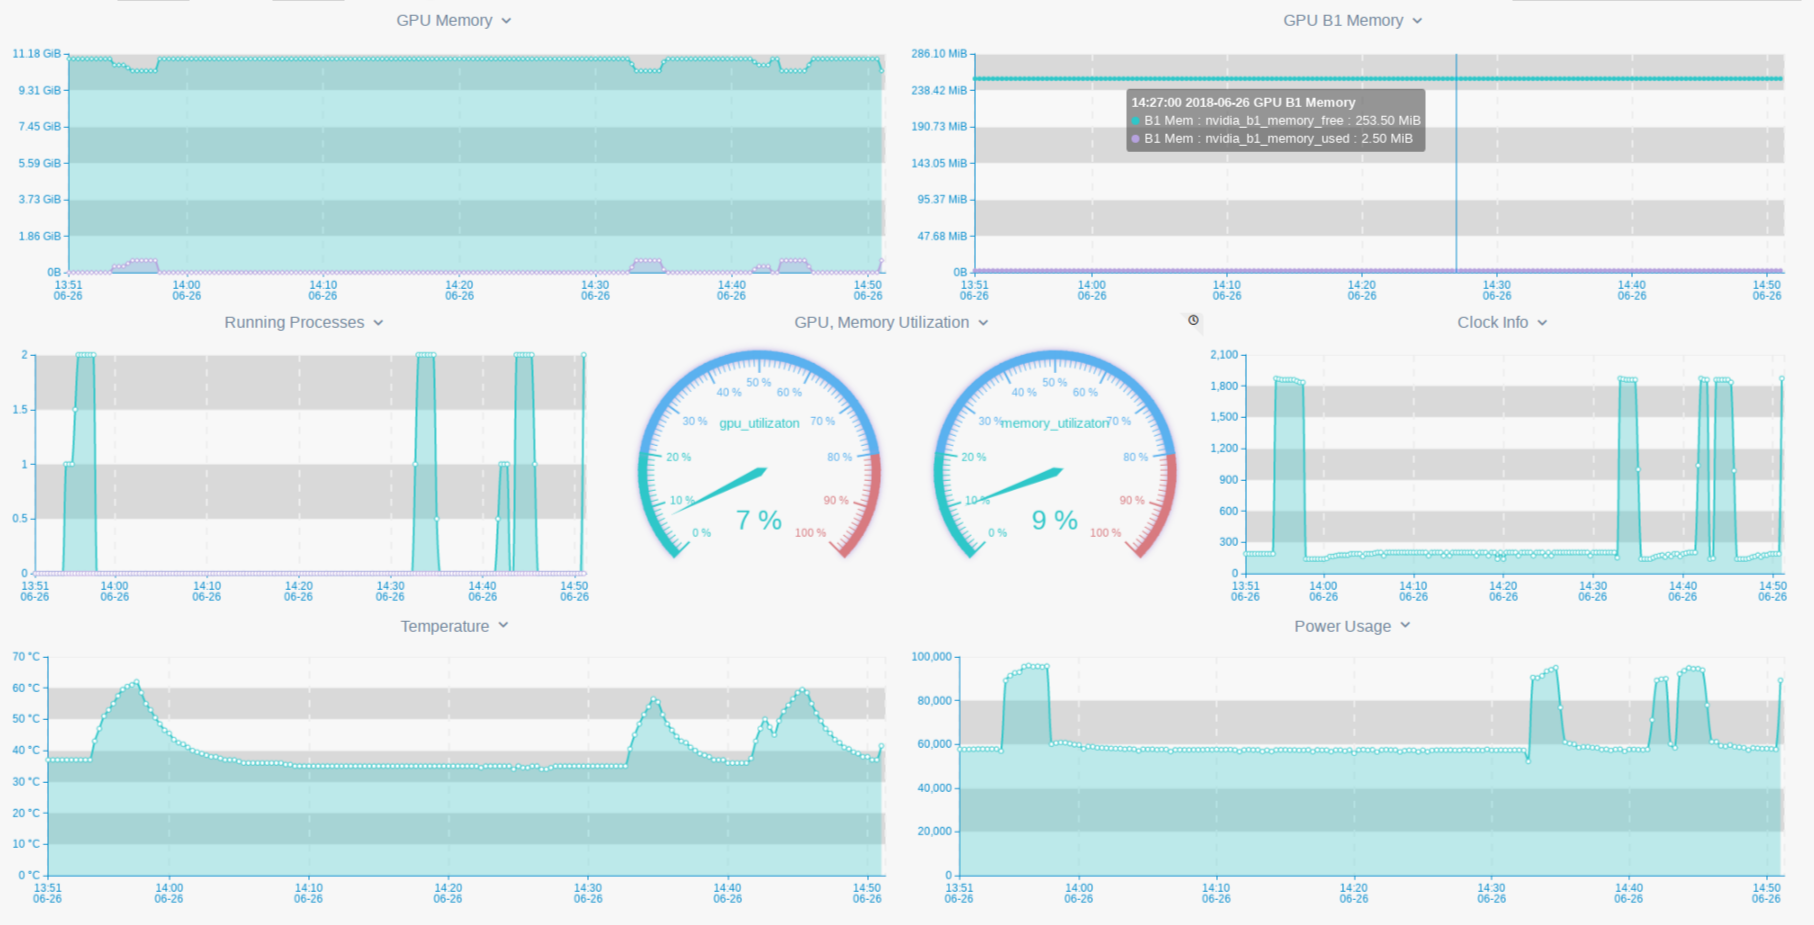 GPU Memory
11.18 GiB
9.31 GiB
7.45 GiB
5.59 GiB
3.73 GiB
1.86 GiB
0B
13:51 14:00 14:10 14:20 14:30 14:40 14:50
06-26 06-26 06-26 06-26 06-26 06-26 06-26
GPU B1 Memory
286.10 MiB
238.42 MiB
190.73 MiB
143.05 MiB
95.37 MiB
47.68 MiB
0B
14:27:00 2018-06-26 GPU B1 Memory
B1 Mem : nvidia_b1_memory_free : 253.50 MiB
B1 Mem : nvidia_b1_memory_used : 2.50 MiB
13:51 14:00 14:10 14:20 14:30 14:40 14:50
06-26 06-26 06-26 06-26 06-26 06-26 06-26
Running Processes
2
1.5
1
0.5
0
13:51 14:00 14:10 14:20 14:30 14:40 14:50
06-26 06-26 06-26 06-26 06-26 06-26 06-26
GPU, Memory Utilization
50 %
40 % 60 %
30 % gpu_utilizaton 70 %
20 % 80 %
10 % 90 %
7 %
0 % 100 %
50 %
40 % 60 %
30 % memory_utilizaton 70 %
20 % 80 %
10 % 90 %
9 %
0 % 100 %
Clock Info
2,100
1,800
1,500
1,200
900
600
300
0
13:51 14:00 14:10 14:20 14:30 14:40 14:50
06-26 06-26 06-26 06-26 06-26 06-26 06-26
Temperature
70 °C
60 °C
50 °C
40 °C
30 °C
20 °C
10 °C
0 °C
13:51 14:00 14:10 14:20 14:30 14:40 14:50
06-26 06-26 06-26 06-26 06-26 06-26 06-26
Power Usage
100,000
80,000
60,000
40,000
20,000
0
13:51 14:00 14:10 14:20 14:30 14:40 14:50
06-26 06-26 06-26 06-26 06-26 06-26 06-26